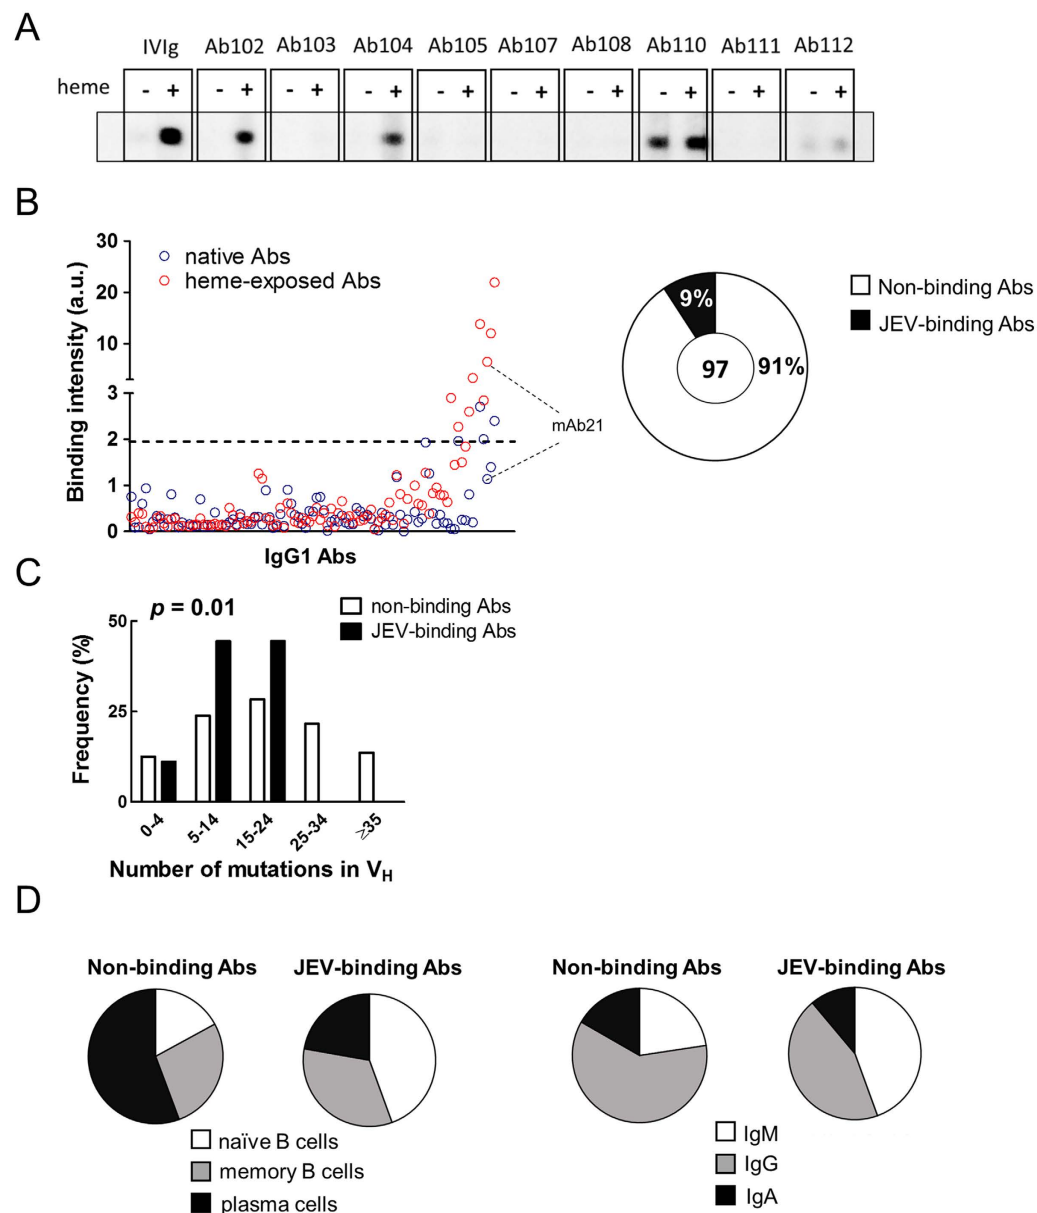 A
IVIg Ab102 Ab103 Ab104 Ab105 Ab107 Ab108 Ab110 Ab111 Ab112
heme - + - + - + - + - + - + - + - + - + - +
B
30
20
10
3
2
1
0
Binding intensity (a.u.)
native Abs
heme-exposed Abs
mAb21
IgG1 Abs
9%
97
91%
Non-binding Abs
JEV-binding Abs
C
p = 0.01
non-binding Abs
JEV-binding Abs
50
25
0
Frequency (%)
0-4 5-14 15-24 25-34 ≥35
Number of mutations in VH
D
Non-binding Abs JEV-binding Abs Non-binding Abs JEV-binding Abs
naïve B cells
memory B cells
plasma cells
IgM
IgG
IgA